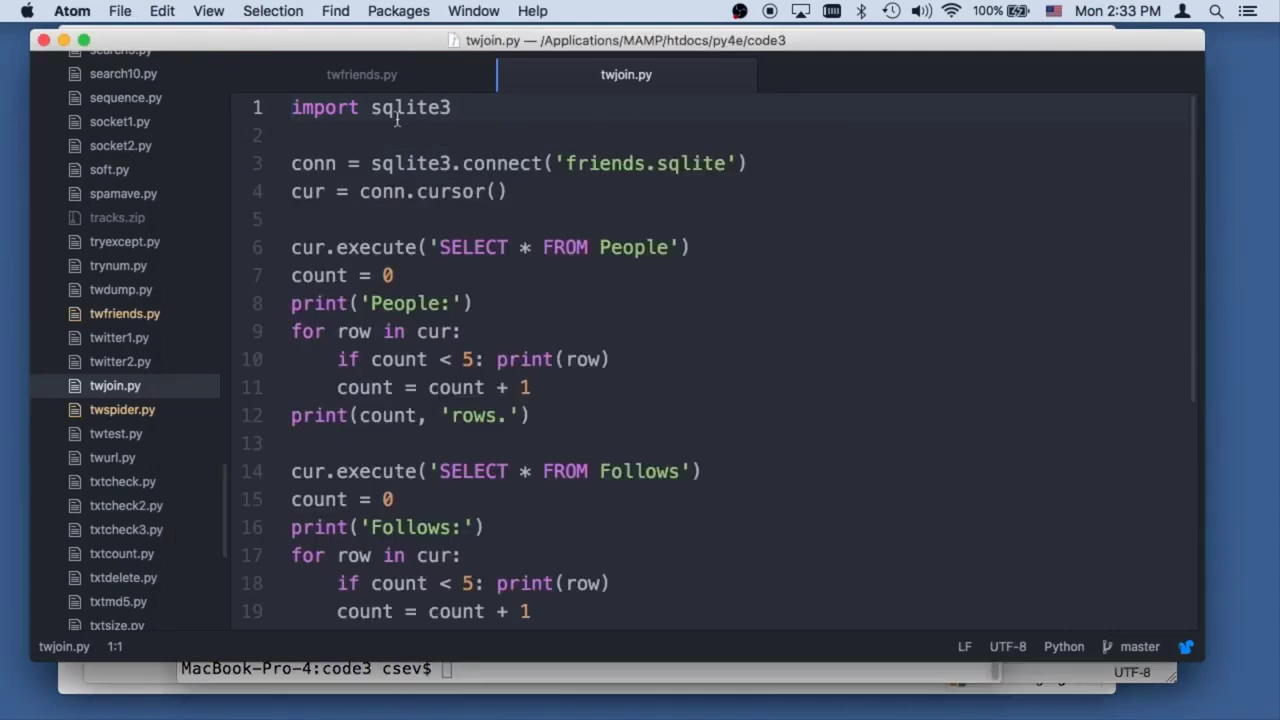 Atom File Edit View Selection Find Packages Window Help 100% Mon 2:33 PM
twjoin.py — /Applications/MAMP/htdocs/py4e/code3
twfriends.py twjoin.py
search10.py
sequence.py
socket1.py
socket2.py
soft.py
spamave.py
tracks.zip
tryexcept.py
trynum.py
twdump.py
twfriends.py
twitter1.py
twitter2.py
twjoin.py
twspider.py
twtest.py
twurl.py
txtcheck.py
txtcheck2.py
txtcheck3.py
txtcount.py
txtdelete.py
txtmd5.py
txtsize.py
1 import sqlite3
2
3 conn = sqlite3.connect('friends.sqlite')
4 cur = conn.cursor()
5
6 cur.execute('SELECT * FROM People')
7 count = 0
8 print('People:')
9 for row in cur:
10 if count < 5: print(row)
11 count = count + 1
12 print(count, 'rows.')
13
14 cur.execute('SELECT * FROM Follows')
15 count = 0
16 print('Follows:')
17 for row in cur:
18 if count < 5: print(row)
19 count = count + 1
twjoin.py 1:1 LF UTF-8 Python master
MacBook-Pro-4:code3 csev$
UTF-8